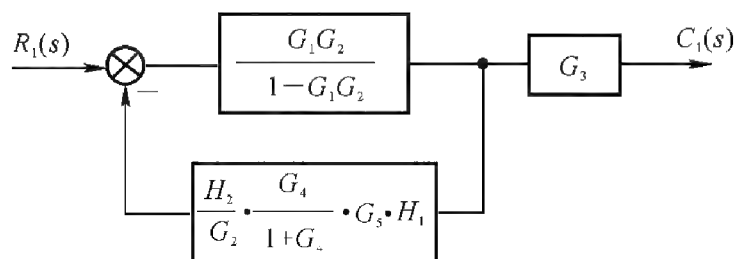 R₁(s)
G₁G₂
1−G₁G₂
G₃
C₁(s)
−
H₂/G₂ · G₄/ · G₅ · H₁